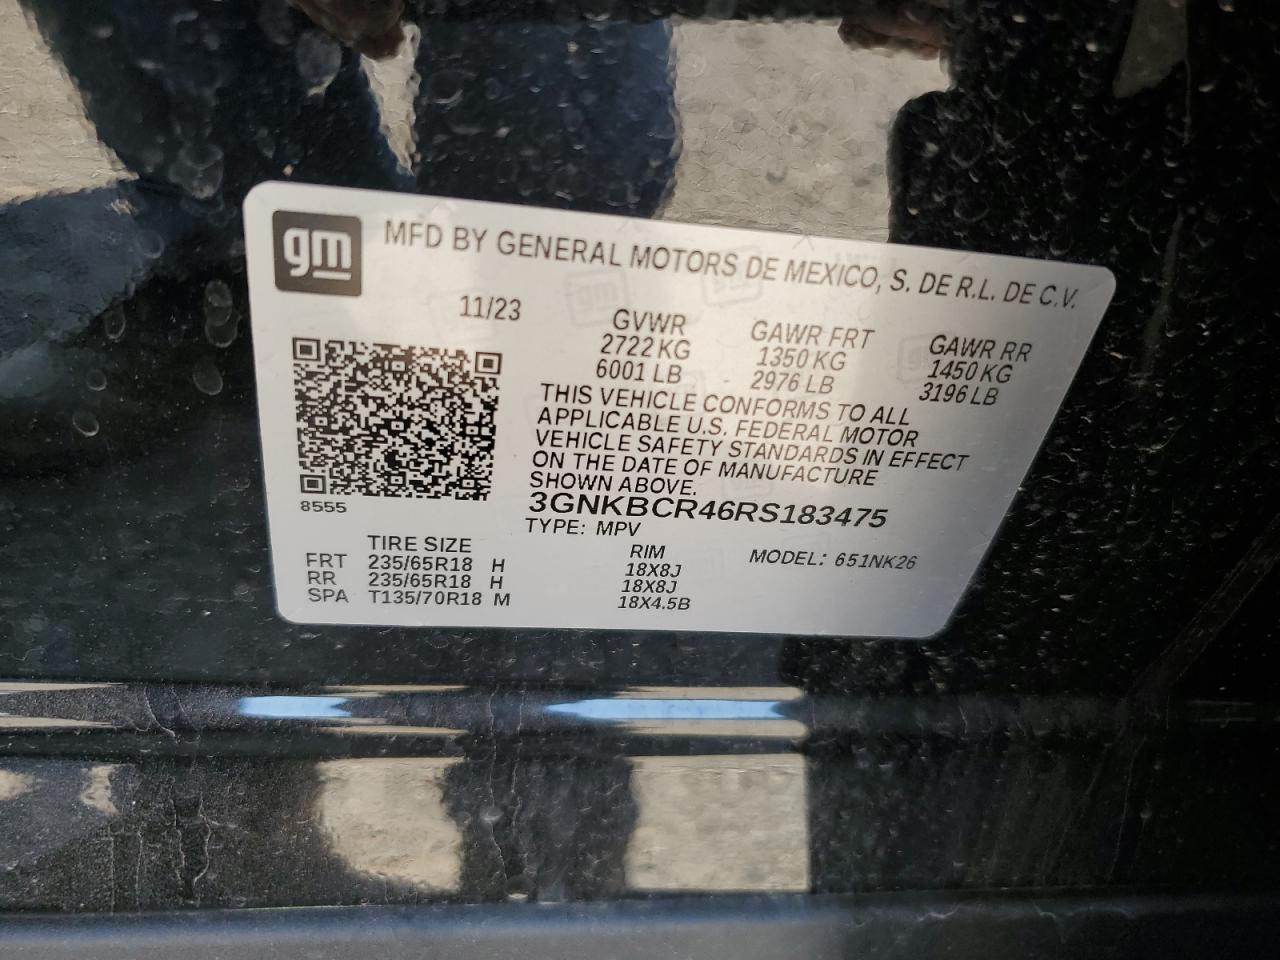 gm
MFD BY GENERAL MOTORS DE MEXICO, S. DE R.L. DE C.V.
11/23
GVWR GAWR FRT GAWR RR
2722 KG 1350 KG 1450 KG
6001 LB 2976 LB 3196 LB
THIS VEHICLE CONFORMS TO ALL
APPLICABLE U.S. FEDERAL MOTOR
VEHICLE SAFETY STANDARDS IN EFFECT
ON THE DATE OF MANUFACTURE
SHOWN ABOVE.
3GNKBCR46RS183475
8555
TYPE: MPV
MODEL: 651NK26
TIRE SIZE RIM
FRT 235/65R18 H 18X8J
RR 235/65R18 H 18X8J
SPA T135/70R18 M 18X4.5B